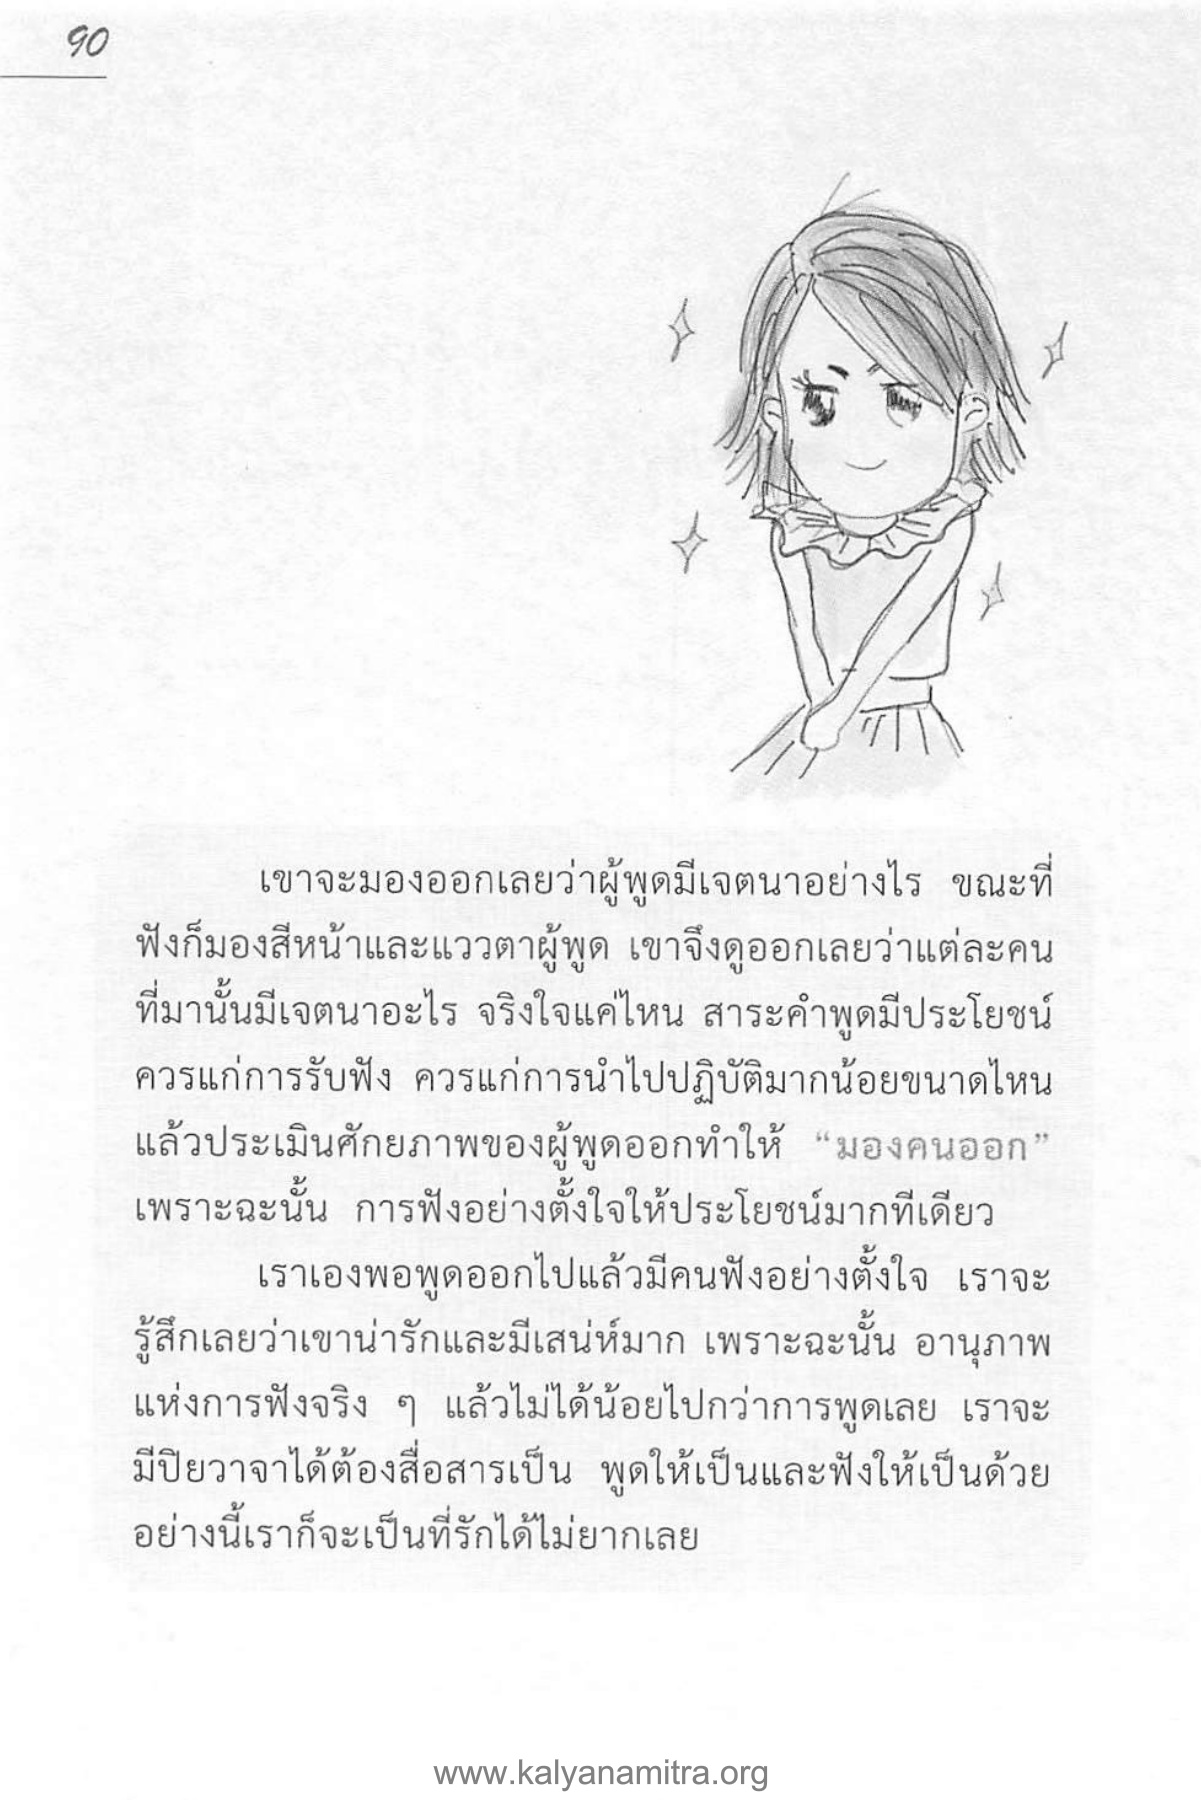 90
เขาจะมองออกเลยว่าผู้พูดมีเจตนาอย่างไร ขณะที่
ฟังก็มองสีหน้าและแววตาผู้พูด เขาจึงดูออกเลยว่าแต่ละคน
ที่มานั้นมีเจตนาอะไร จริงใจแค่ไหน สาระคำพูดมีประโยชน์
ควรแก่การรับฟัง ควรแก่การนำไปปฏิบัติมากน้อยขนาดไหน
แล้วประเมินศักยภาพของผู้พูดออกทำให้ “มองคนออก”
เพราะฉะนั้น การฟังอย่างตั้งใจให้ประโยชน์มากทีเดียว
เราเองพอพูดออกไปแล้วมีคนฟังอย่างตั้งใจ เราจะ
รู้สึกเลยว่าเขาน่ารักและมีเสน่ห์มาก เพราะฉะนั้น อานุภาพ
แห่งการฟังจริง ๆ แล้วไม่ได้น้อยไปกว่าการพูดเลย เราจะ
มีปิยวาจาได้ต้องสื่อสารเป็น พูดให้เป็นและฟังให้เป็นด้วย
อย่างนี้เราก็จะเป็นที่รักได้ไม่ยากเลย
www.kalyanamitra.org